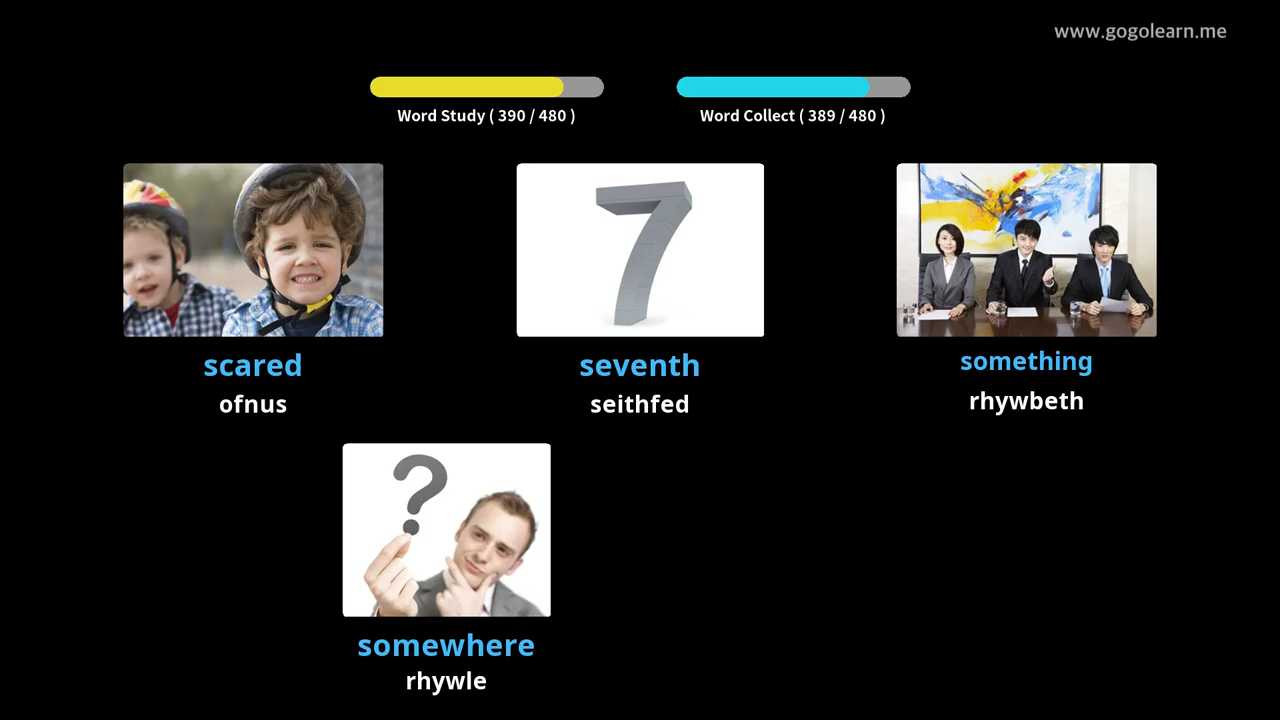 www.gogolearn.me
Word Study ( 390 / 480 )
Word Collect ( 389 / 480 )
7
scared
seventh
something
ofnus
seithfed
rhywbeth
?
somewhere
rhywle